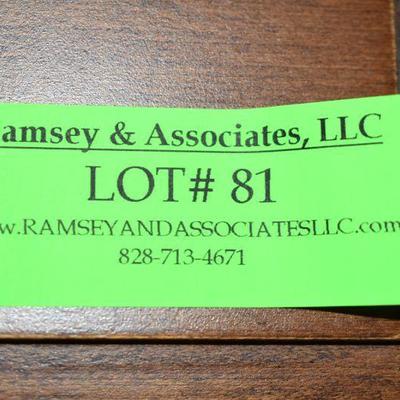 amsey & Associates, LLC
LOT# 81
w.RAMSEYANDASSOCIATESLLC.com
828-713-4671